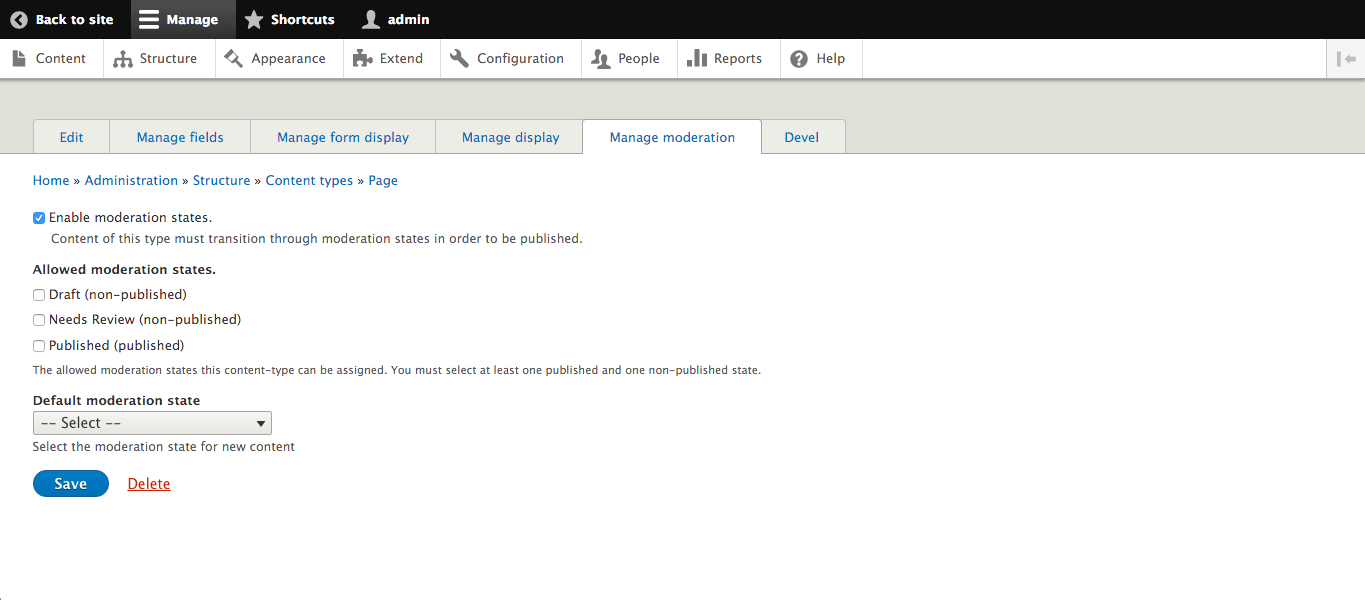 Back to site Manage Shortcuts admin
Content Structure Appearance Extend Configuration People Reports Help
Edit Manage fields Manage form display Manage display Manage moderation Devel
Home » Administration » Structure » Content types » Page
Enable moderation states.
Content of this type must transition through moderation states in order to be published.
Allowed moderation states.
Draft (non-published)
Needs Review (non-published)
Published (published)
The allowed moderation states this content-type can be assigned. You must select at least one published and one non-published state.
Default moderation state
-- Select --
Select the moderation state for new content
Save Delete